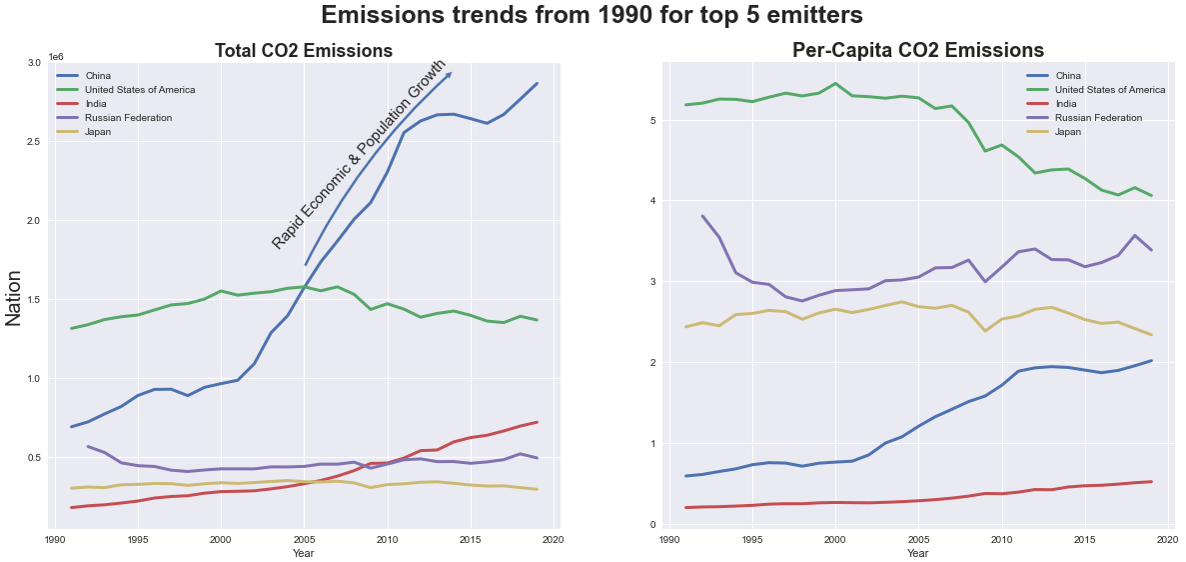 Emissions trends from 1990 for top 5 emitters
Total CO2 Emissions
1e6
3.0
2.5
2.0
1.5
1.0
0.5
Nation
China
United States of America
India
Russian Federation
Japan
Rapid Economic & Population Growth
1990 1995 2000 2005 2010 2015 2020
Year
Per-Capita CO2 Emissions
5
4
3
2
1
0
China
United States of America
India
Russian Federation
Japan
1990 1995 2000 2005 2010 2015 2020
Year